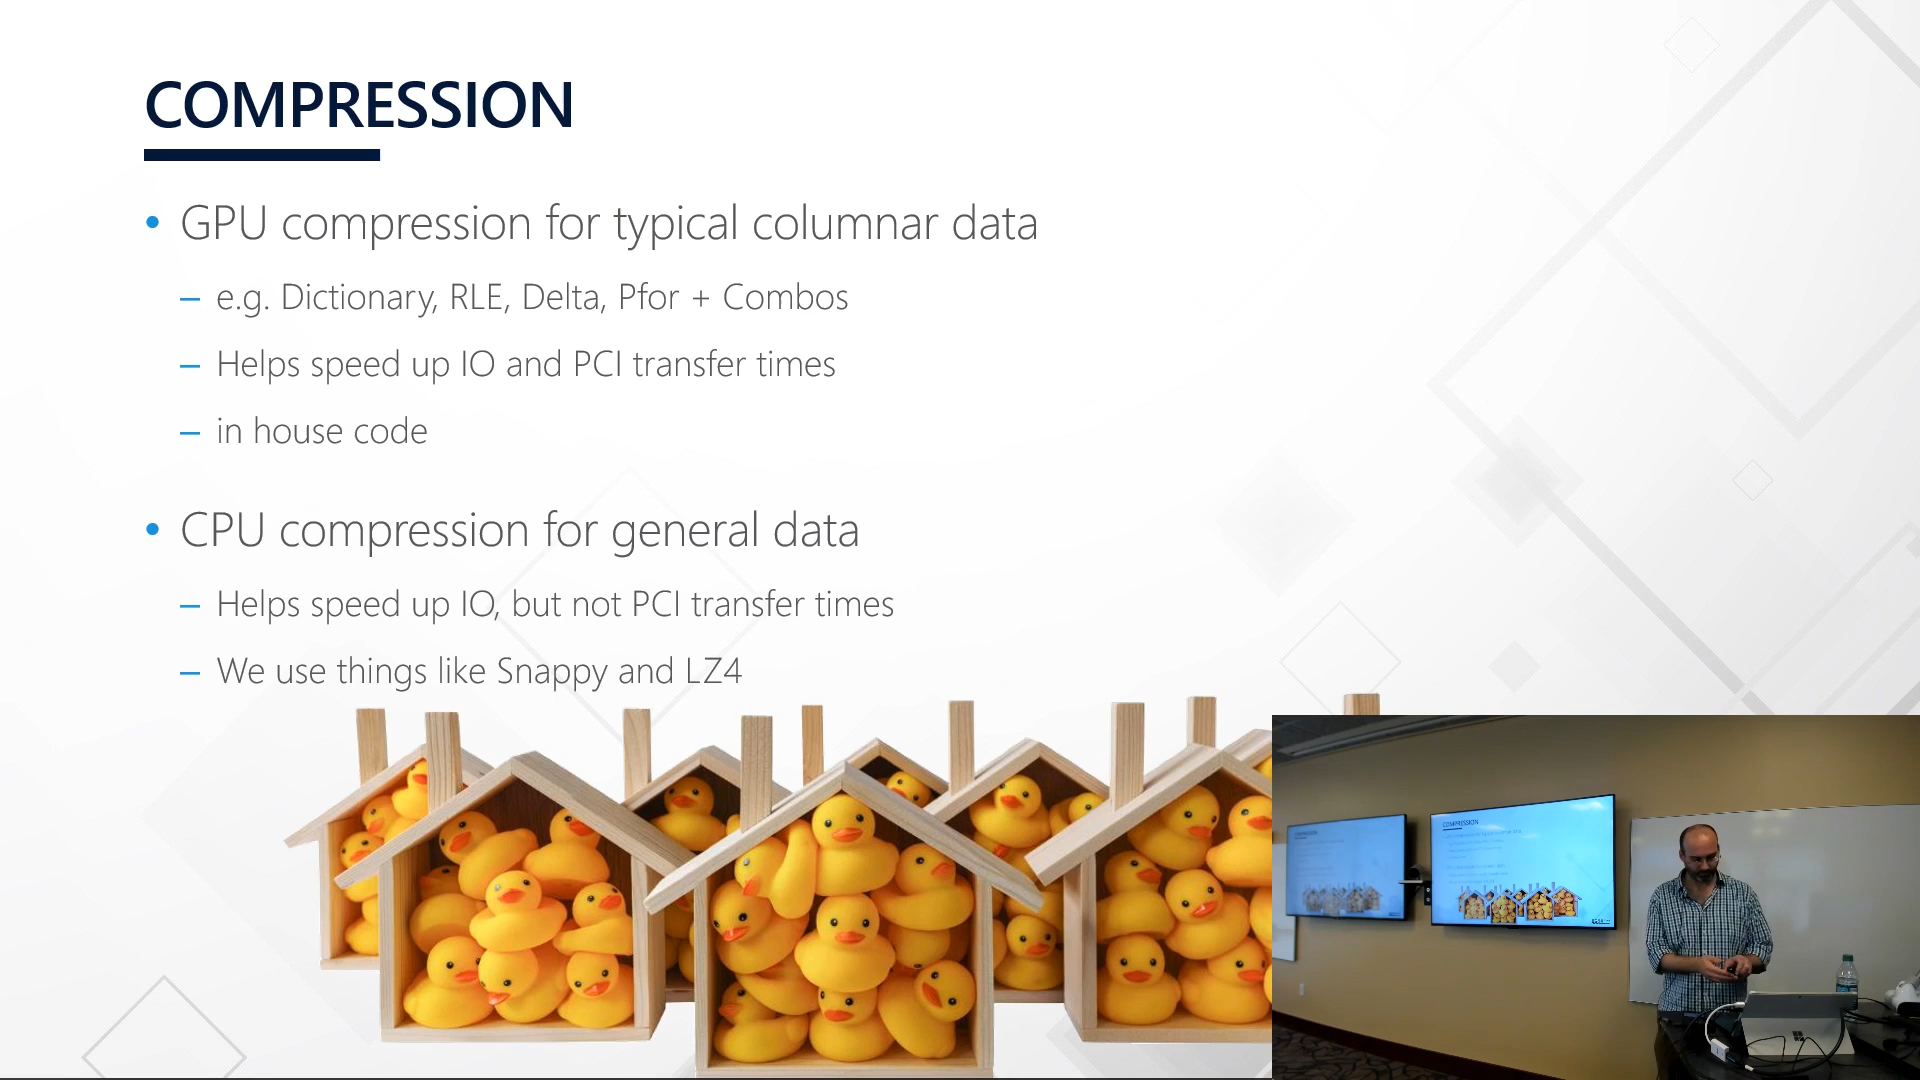 COMPRESSION
• GPU compression for typical columnar data
– e.g. Dictionary, RLE, Delta, Pfor + Combos
– Helps speed up IO and PCI transfer times
– in house code
• CPU compression for general data
– Helps speed up IO, but not PCI transfer times
– We use things like Snappy and LZ4
COMPRESSION